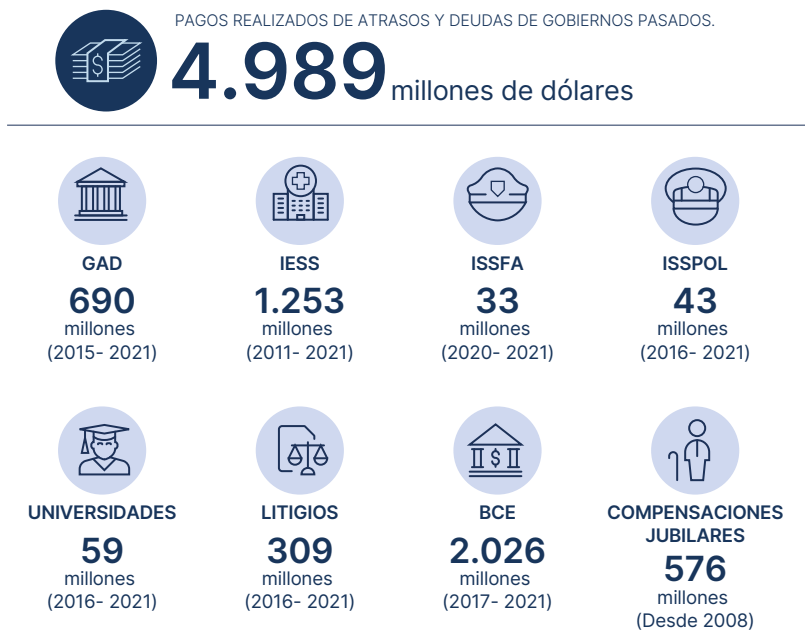 PAGOS REALIZADOS DE ATRASOS Y DEUDAS DE GOBIERNOS PASADOS.
4.989 millones de dólares
GAD
690
millones
(2015- 2021)
IESS
1.253
millones
(2011- 2021)
ISSFA
33
millones
(2020- 2021)
ISSPOL
43
millones
(2016- 2021)
UNIVERSIDADES
59
millones
(2016- 2021)
LITIGIOS
309
millones
(2016- 2021)
BCE
2.026
millones
(2017- 2021)
COMPENSACIONES
JUBILARES
576
millones
(Desde 2008)